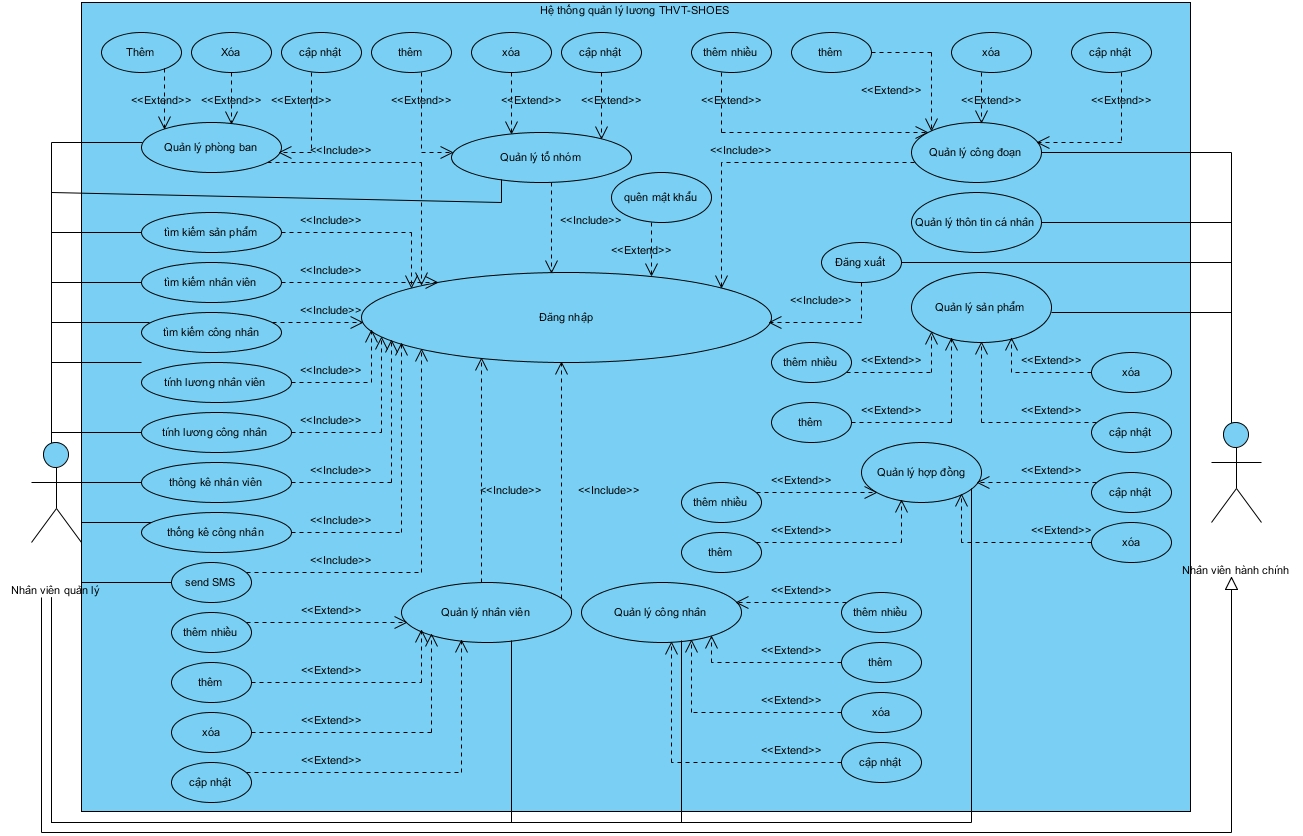 Hệ thống quản lý lương THVT-SHOES
Thêm
Xóa
cập nhật
thêm
xóa
cập nhật
thêm nhiều
thêm
xóa
cập nhật
<<Extend>>
<<Extend>>
<<Extend>>
<<Extend>>
<<Extend>>
<<Extend>>
<<Extend>>
<<Extend>>
<<Extend>>
<<Extend>>
Quản lý phòng ban
<<Include>>
Quản lý tổ nhóm
<<Include>>
Quản lý công đoạn
quên mật khẩu
tìm kiếm sản phẩm
<<Include>>
<<Include>>
Quản lý thôn tin cá nhân
<<Extend>>
Đăng xuất
tìm kiếm nhân viên
<<Include>>
<<Include>>
Quản lý sản phẩm
Đăng nhập
tìm kiếm công nhân
<<Include>>
thêm nhiều
<<Extend>>
<<Extend>>
xóa
tính lương nhân viên
<<Include>>
thêm
<<Extend>>
<<Extend>>
cập nhật
tính lương công nhân
<<Include>>
Quản lý hợp đồng
thống kê nhân viên
<<Include>>
<<Extend>>
<<Extend>>
cập nhật
<<Include>>
<<Include>>
thêm nhiều
thống kê công nhân
<<Include>>
<<Extend>>
<<Extend>>
xóa
thêm
send SMS
<<Include>>
Nhân viên hành chính
Nhân viên quản lý
Quản lý nhân viên
Quản lý công nhân
<<Extend>>
thêm nhiều
thêm nhiều
<<Extend>>
<<Extend>>
thêm
thêm
<<Extend>>
<<Extend>>
xóa
xóa
<<Extend>>
<<Extend>>
cập nhật
cập nhật
<<Extend>>